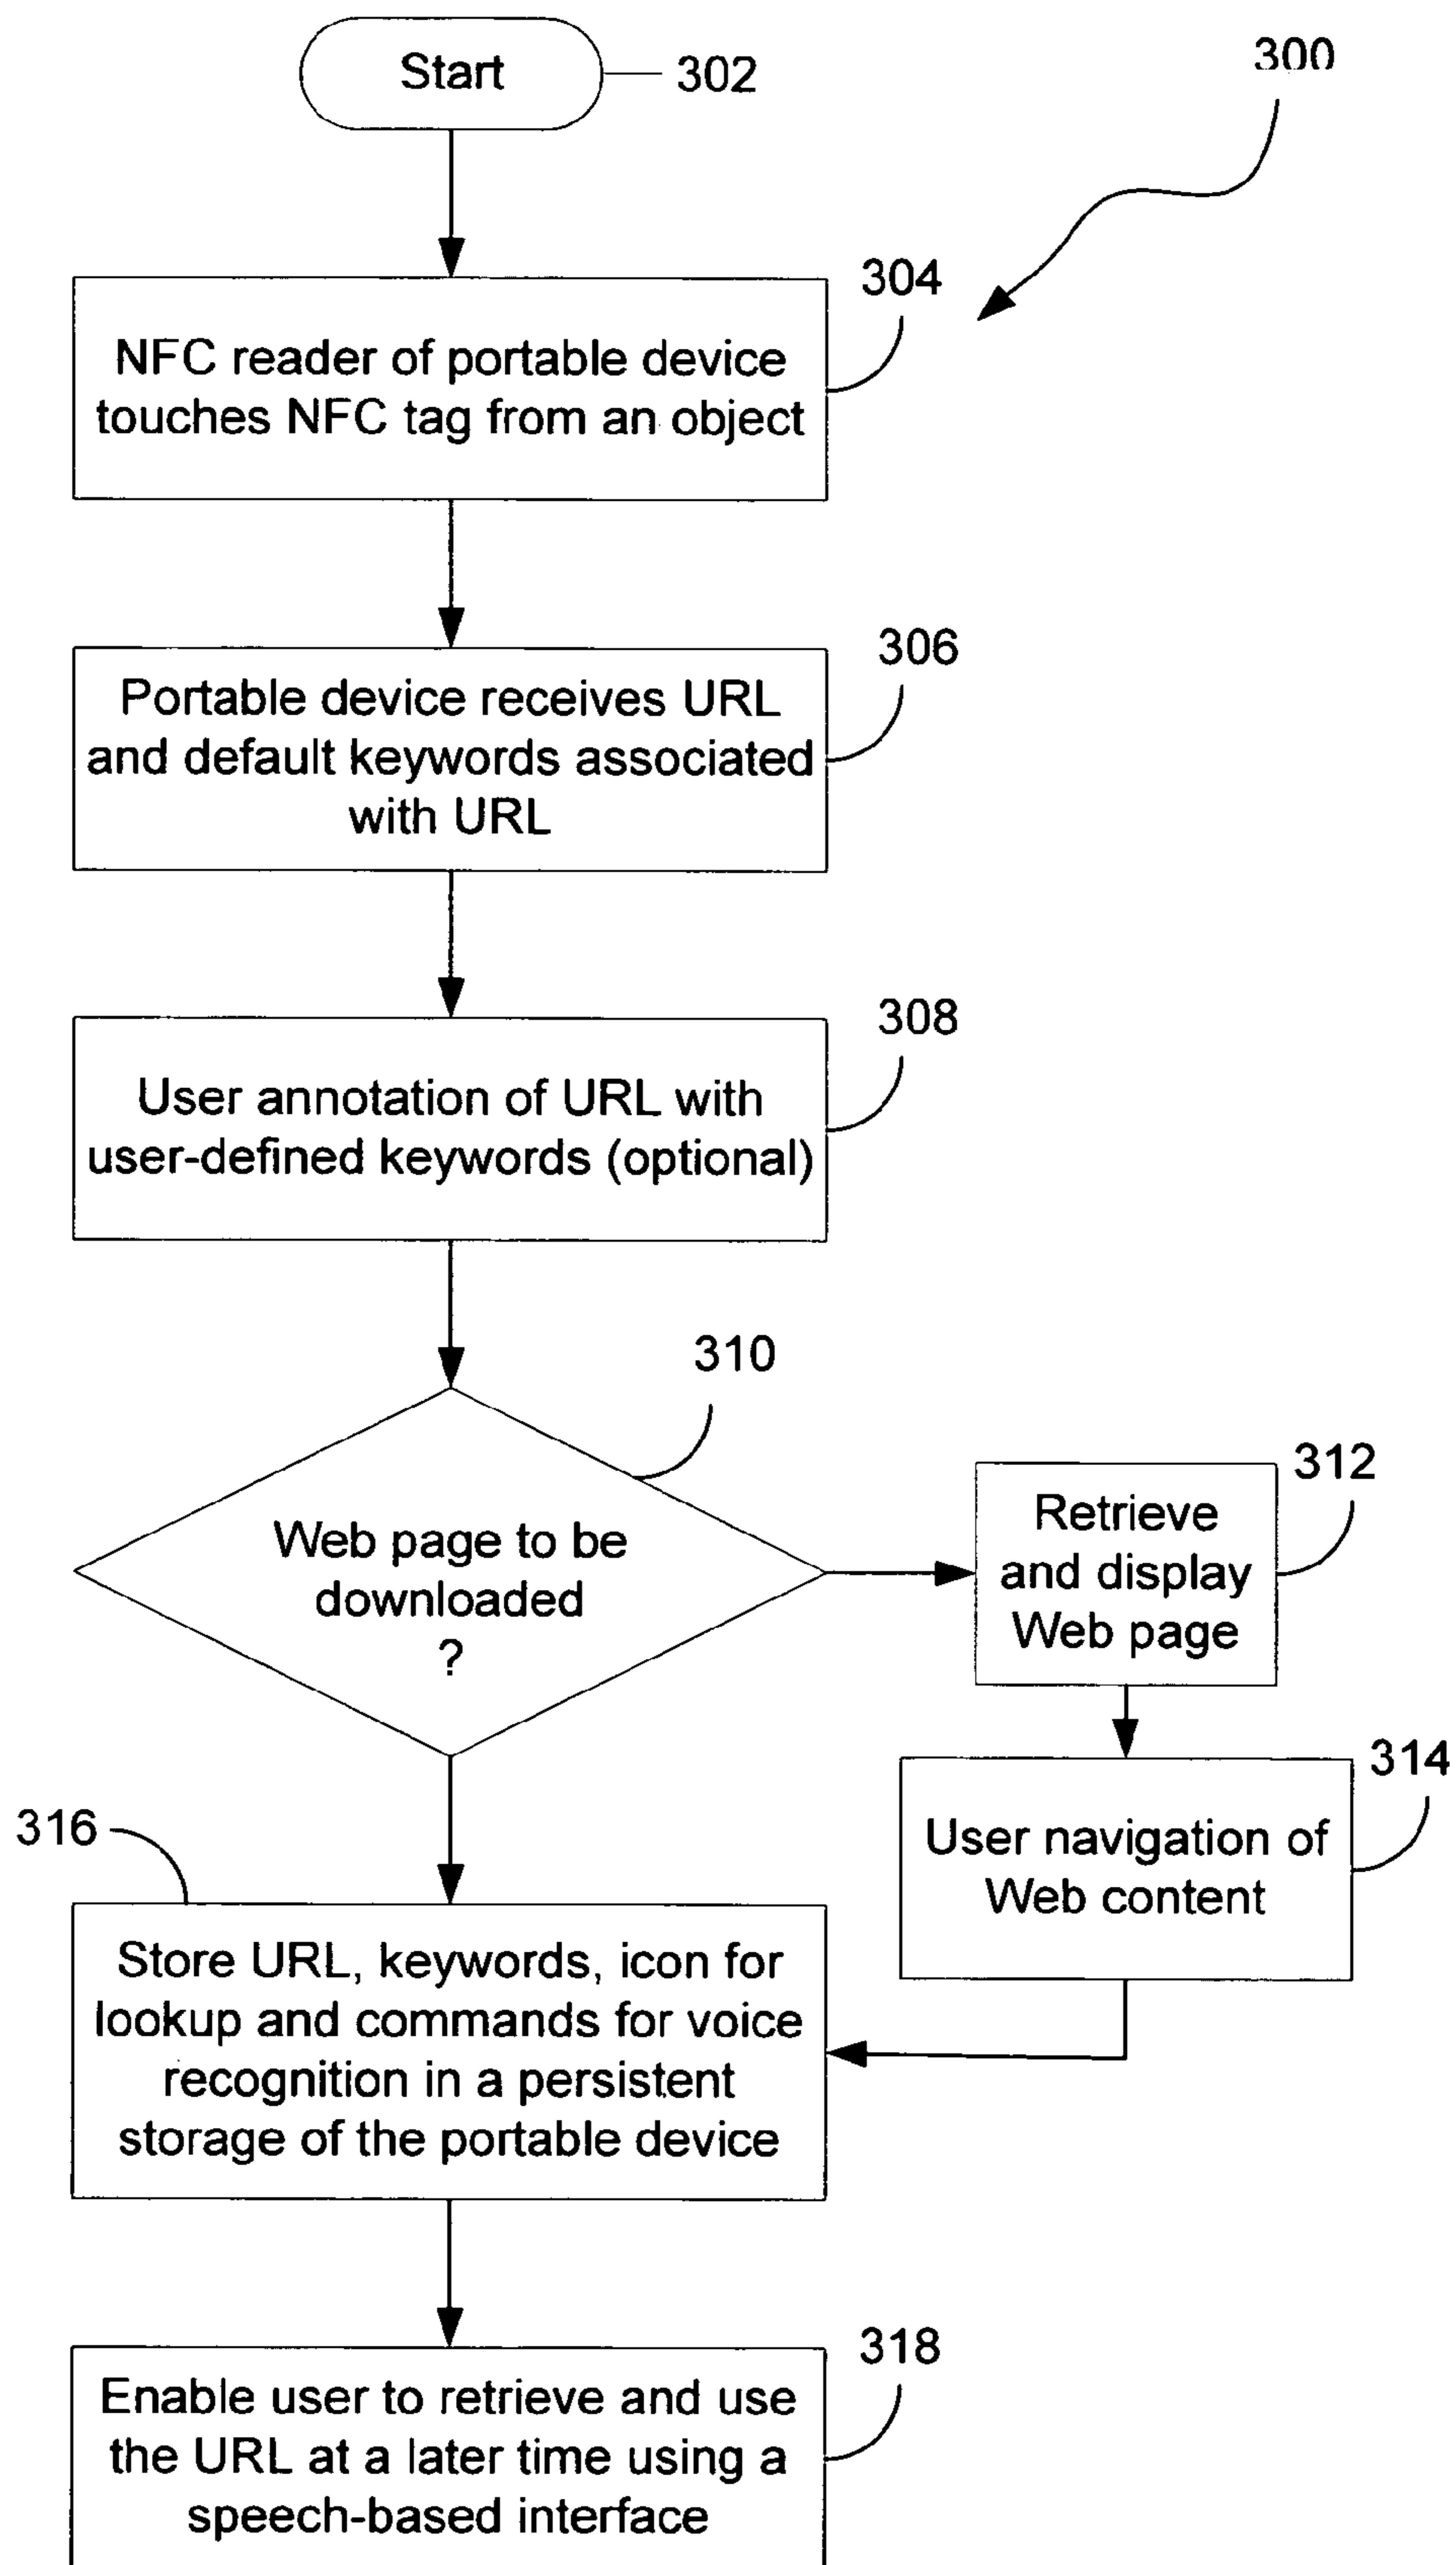 Start
302
300
304
NFC reader of portable device
touches NFC tag from an object
306
Portable device receives URL
and default keywords associated
with URL
308
User annotation of URL with
user-defined keywords (optional)
310
Web page to be
downloaded
?
312
Retrieve
and display
Web page
314
User navigation of
Web content
316
Store URL, keywords, icon for
lookup and commands for voice
recognition in a persistent
storage of the portable device
318
Enable user to retrieve and use
the URL at a later time using a
speech-based interface